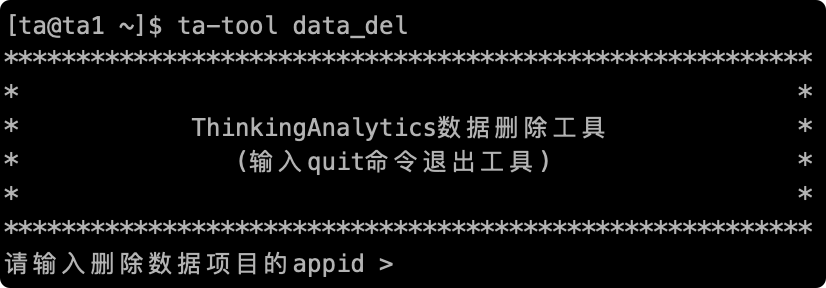 [ta@ta1 ~]$ ta-tool data_del
********************************************************
*                                                      *
*            ThinkingAnalytics数据删除工具             *
*               (输入quit命令退出工具)                 *
*                                                      *
********************************************************
请输入删除数据项目的appid >